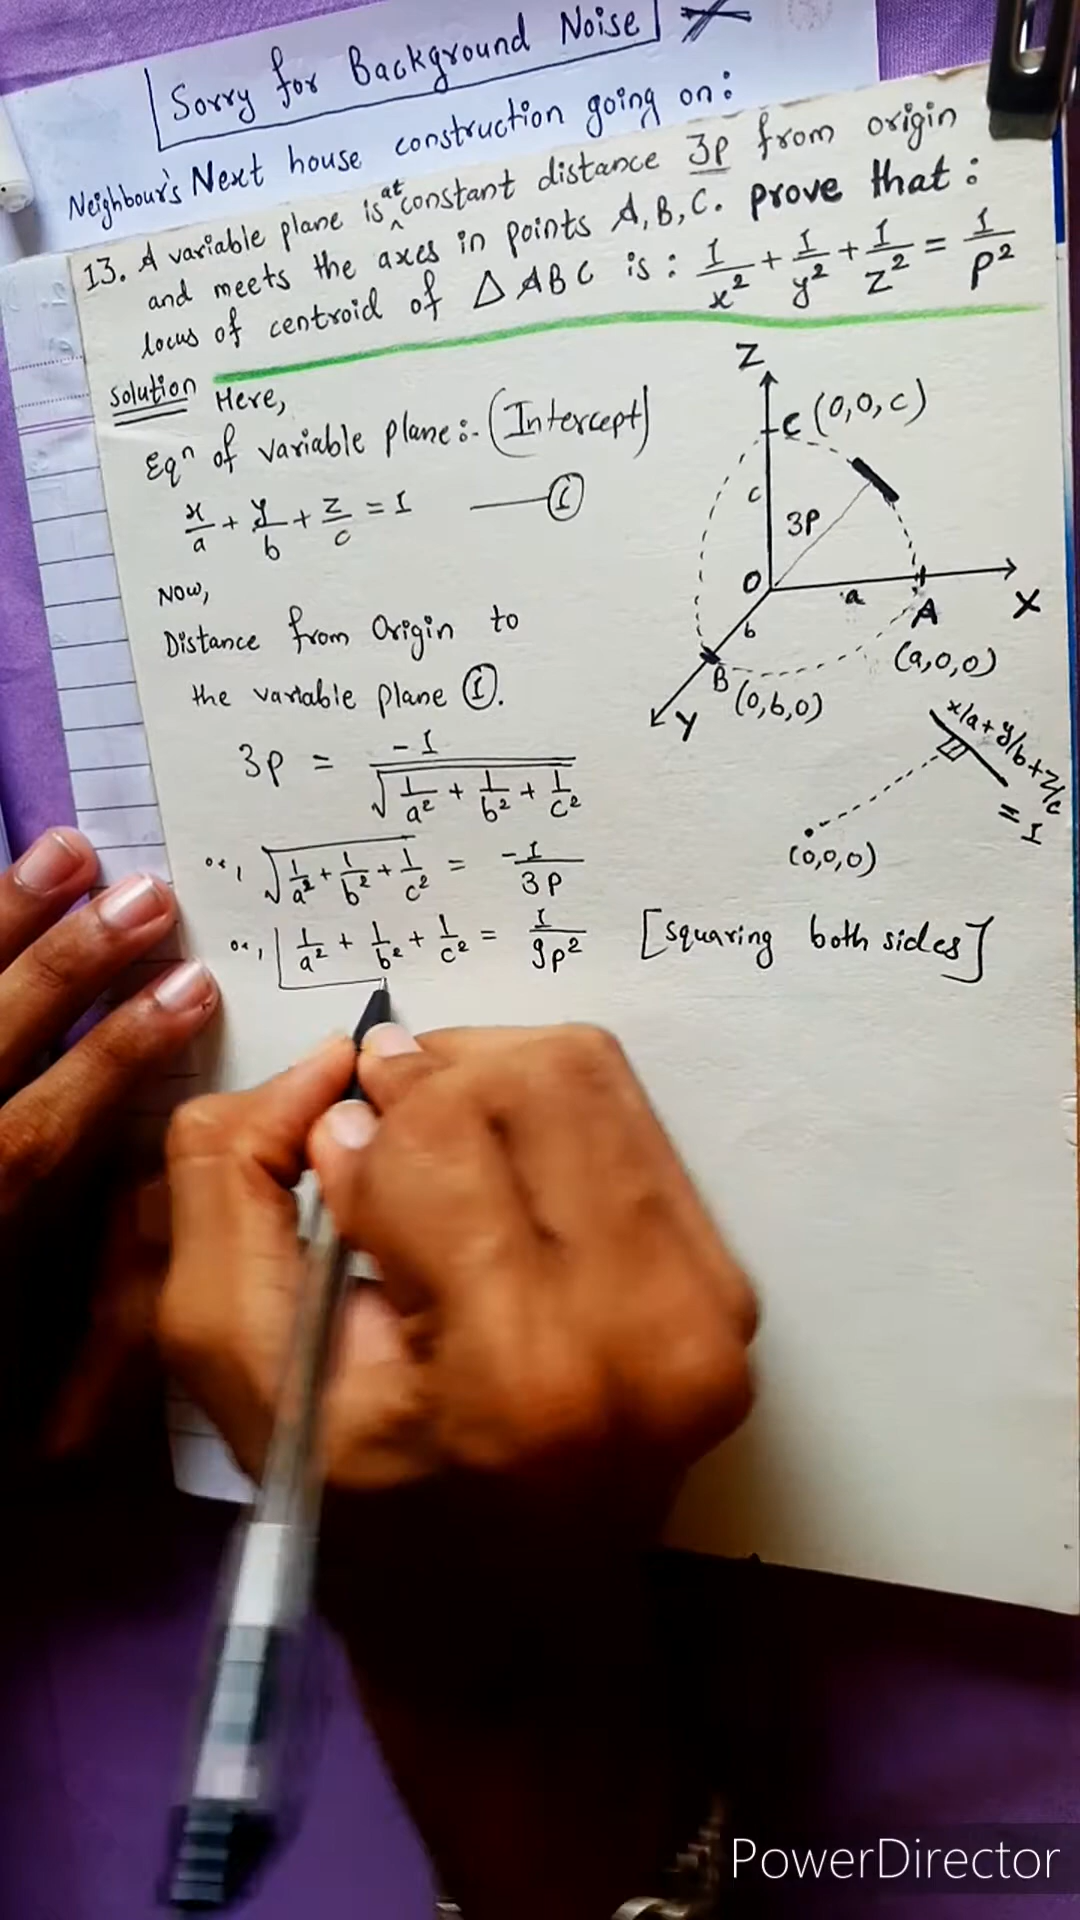 Sorry for Background Noise
Neighbour's Next house construction going on:
13. A variable plane is at constant distance 3p from origin
and meets the axes in points A, B, C. prove that:
locus of centroid of △ABC is: 1/x² + 1/y² + 1/z² = 1/p²
Solution Here,
Eqⁿ of variable plane:- (Intercept)
x/a + y/b + z/c = 1 —— (1)
Now,
Distance from Origin to
the variable plane (1).
3p = -1/√(1/a² + 1/b² + 1/c²)
or, √(1/a² + 1/b² + 1/c²) = -1/3p
or, 1/a² + 1/b² + 1/c² = 1/9p² [squaring both sides]
Z
C (0,0,c)
c
3P
O
a
A
X
(a,0,0)
b
B (0,b,0)
Y
x/a + y/b + z/c
= 1
(0,0,0)
PowerDirector